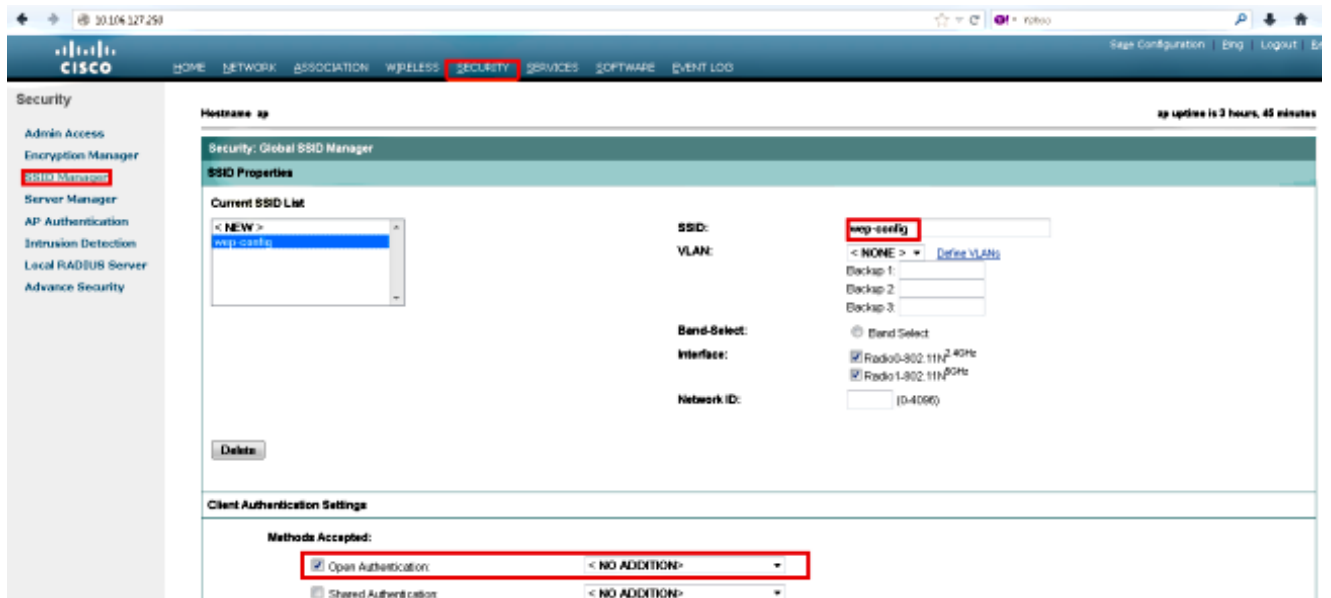 10.106.127.250
yahoo
Save Configuration | Ping | Logout |
CISCO
HOME NETWORK ASSOCIATION WIRELESS SECURITY SERVICES SOFTWARE EVENT LOG
Security
Hostname ap
ap uptime is 3 hours, 45 minutes
Admin Access
Encryption Manager
SSID Manager
Server Manager
AP Authentication
Intrusion Detection
Local RADIUS Server
Advance Security
Security: Global SSID Manager
SSID Properties
Current SSID List
< NEW >
wep-config
SSID:
wep-config
VLAN:
< NONE >
Define VLANs
Backup 1:
Backup 2:
Backup 3:
Band-Select:
Band Select
Interface:
Radio0-802.11N2.4GHz
Radio1-802.11N5GHz
Network ID:
(0-4096)
Delete
Client Authentication Settings
Methods Accepted:
Open Authentication:
< NO ADDITION>
Shared Authentication:
< NO ADDITION>